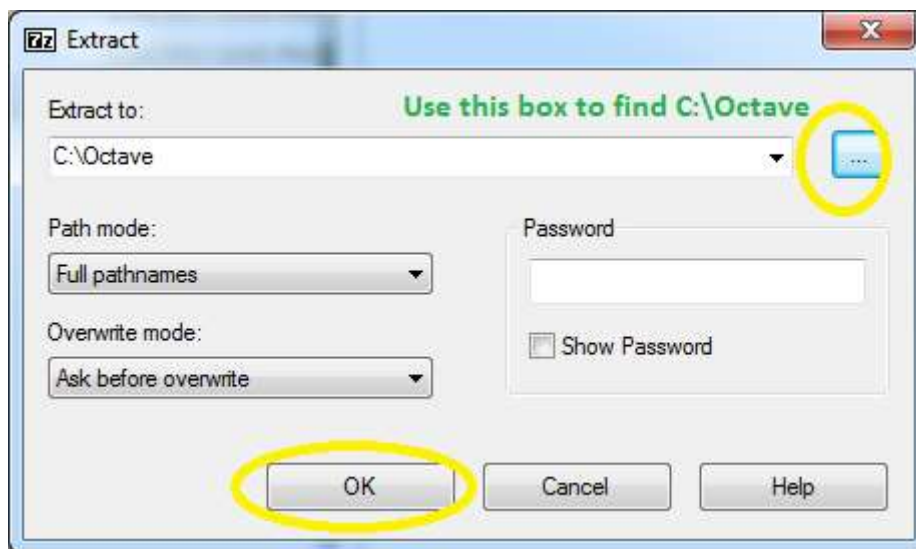 7z Extract
Extract to:
Use this box to find C:\Octave
C:\Octave
...
Path mode:
Full pathnames
Password
Overwrite mode:
Ask before overwrite
Show Password
OK Cancel Help